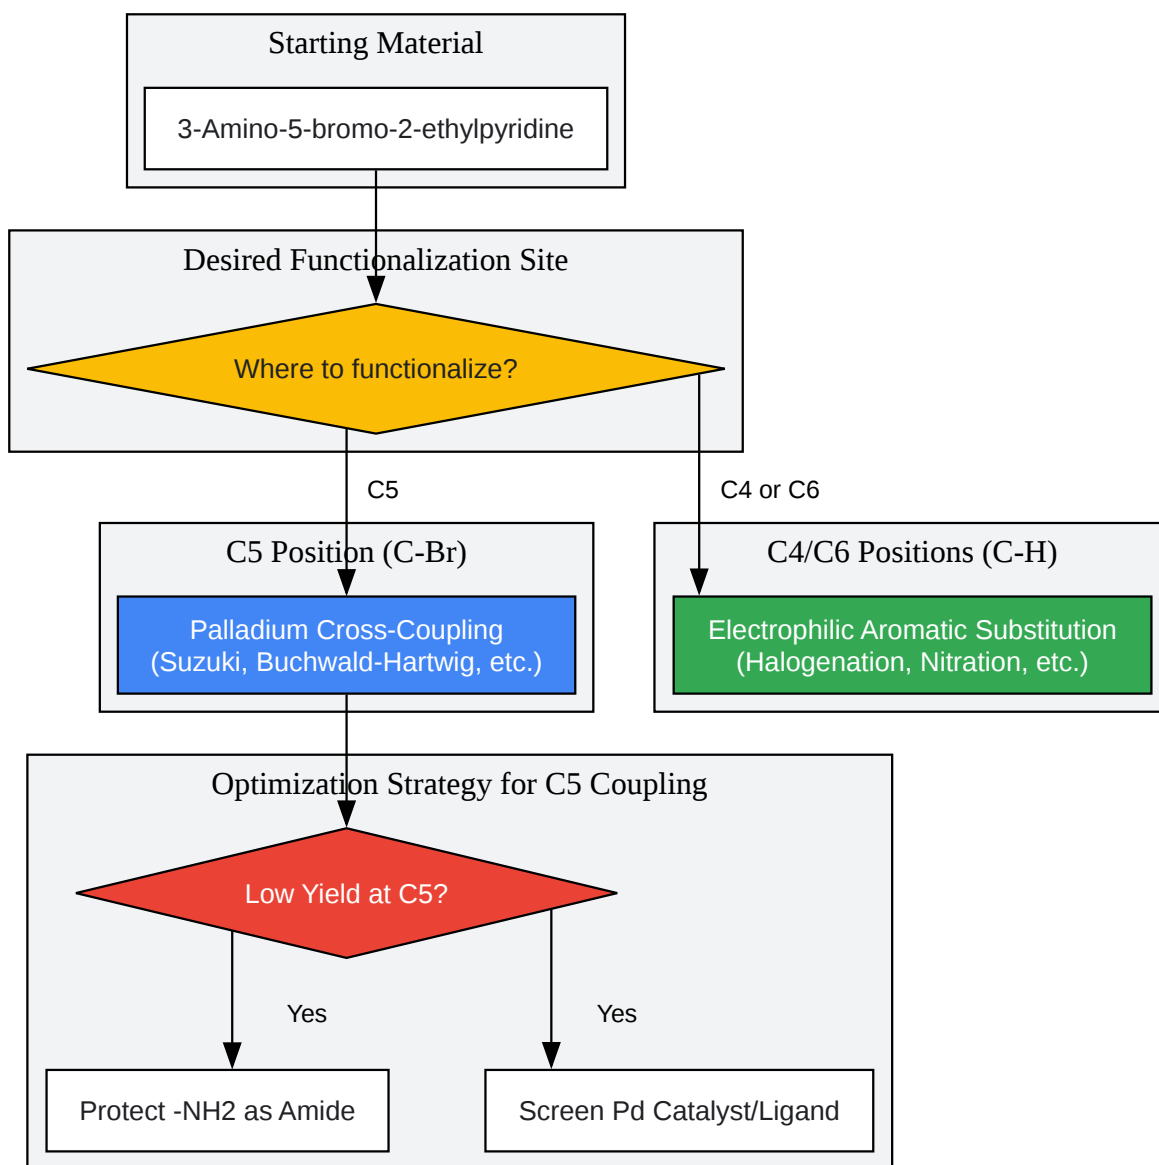 Starting Material
3-Amino-5-bromo-2-ethylpyridine
Desired Functionalization Site
Where to functionalize?
C5
C4 or C6
C5 Position (C-Br)
Palladium Cross-Coupling
(Suzuki, Buchwald-Hartwig, etc.)
C4/C6 Positions (C-H)
Electrophilic Aromatic Substitution
(Halogenation, Nitration, etc.)
Optimization Strategy for C5 Coupling
Low Yield at C5?
Yes
Yes
Protect -NH2 as Amide
Screen Pd Catalyst/Ligand